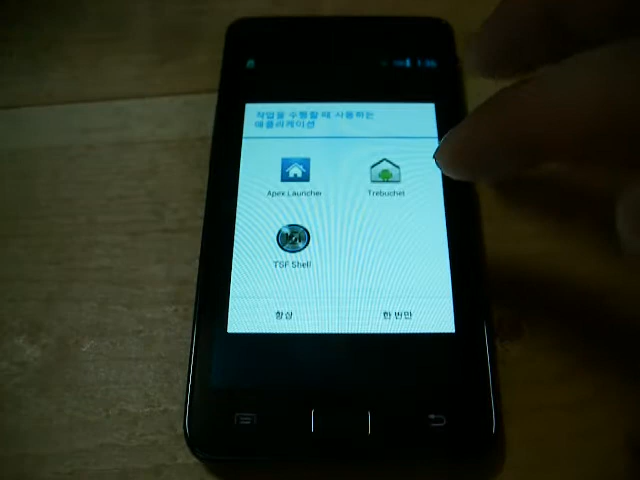 작업을 수행할 때 사용하는
애플리케이션
Apex Launcher
Trebuchet
TSF Shell
항상
한 번만